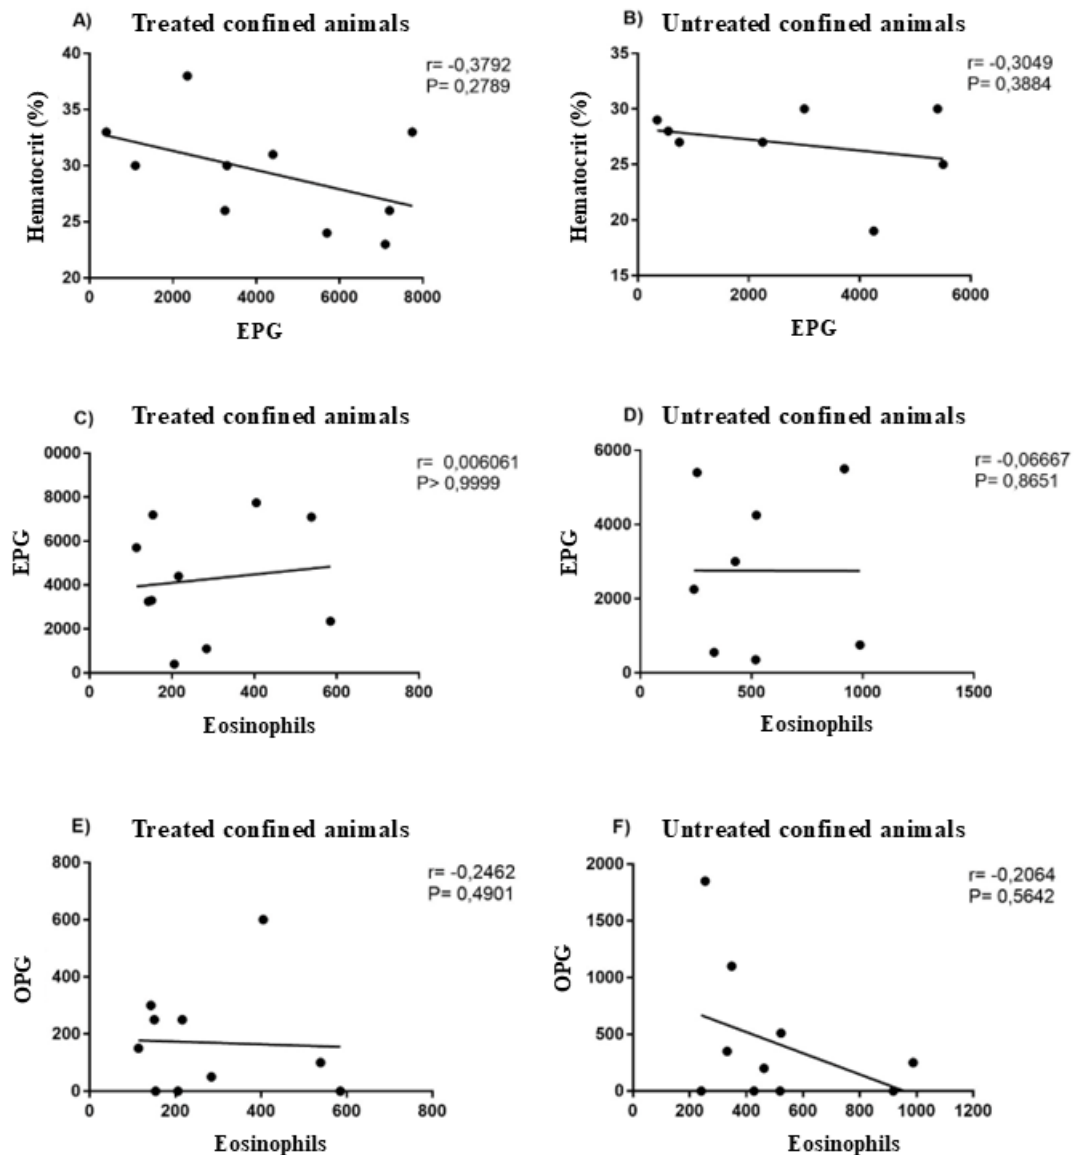 A) Treated confined animals
r= -0,3792
P= 0,2789
Hematocrit (%)
40
35
30
25
20
0 2000 4000 6000 8000
EPG
B) Untreated confined animals
r= -0,3049
P= 0,3884
Hematocrit (%)
35
30
25
20
15
0 2000 4000 6000
EPG
C) Treated confined animals
r= 0,006061
P> 0,9999
EPG
0000
8000
6000
4000
2000
0
0 200 400 600 800
Eosinophils
D) Untreated confined animals
r= -0,06667
P= 0,8651
EPG
6000
4000
2000
0
0 500 1000 1500
Eosinophils
E) Treated confined animals
r= -0,2462
P= 0,4901
OPG
800
600
400
200
0
0 200 400 600 800
Eosinophils
F) Untreated confined animals
r= -0,2064
P= 0,5642
OPG
2000
1500
1000
500
0
0 200 400 600 800 1000 1200
Eosinophils